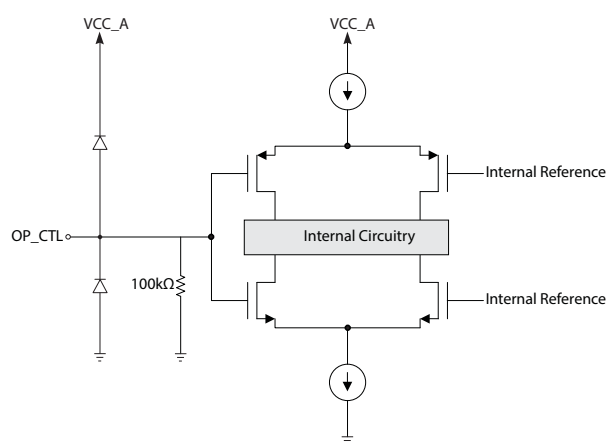 VCC_A
VCC_A
Internal Reference
OP_CTL
Internal Circuitry
100kΩ
Internal Reference